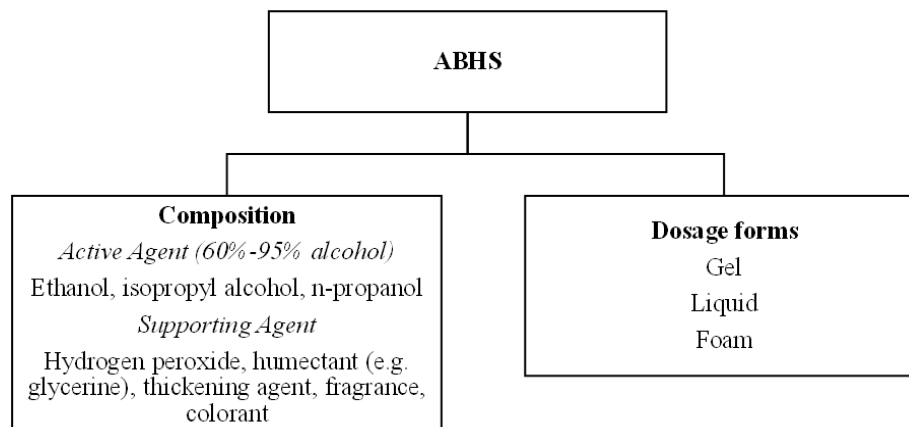 ABHS
Composition
Active Agent (60%-95% alcohol)
Ethanol, isopropyl alcohol, n-propanol
Supporting Agent
Hydrogen peroxide, humectant (e.g.
glycerine), thickening agent, fragrance,
colorant
Dosage forms
Gel
Liquid
Foam